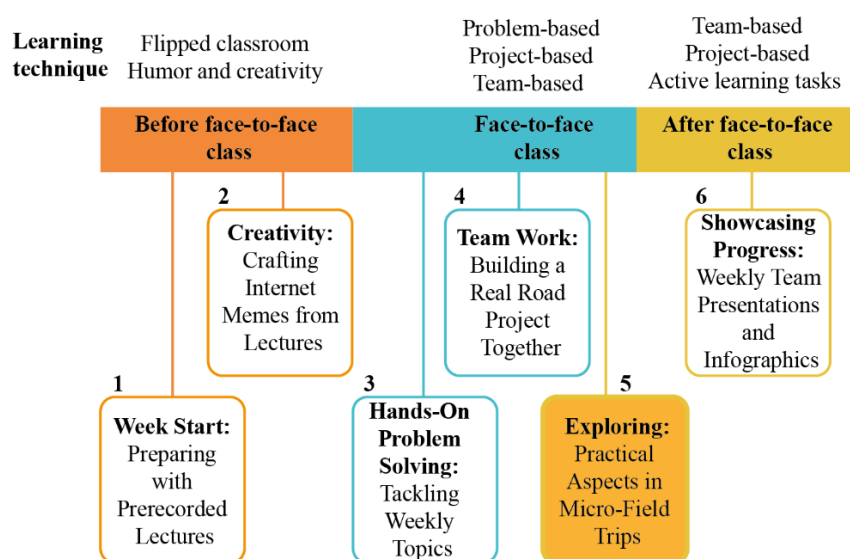 Learning
technique
Flipped classroom
Humor and creativity
Problem-based
Project-based
Team-based
Team-based
Project-based
Active learning tasks
Before face-to-face
class
Face-to-face
class
After face-to-face
class
1
Week Start:
Preparing
with
Prerecorded
Lectures
2
Creativity:
Crafting
Internet
Memes from
Lectures
3
Hands-On
Problem
Solving:
Tackling
Weekly
Topics
4
Team Work:
Building a
Real Road
Project
Together
5
Exploring:
Practical
Aspects in
Micro-Field
Trips
6
Showcasing
Progress:
Weekly Team
Presentations
and
Infographics